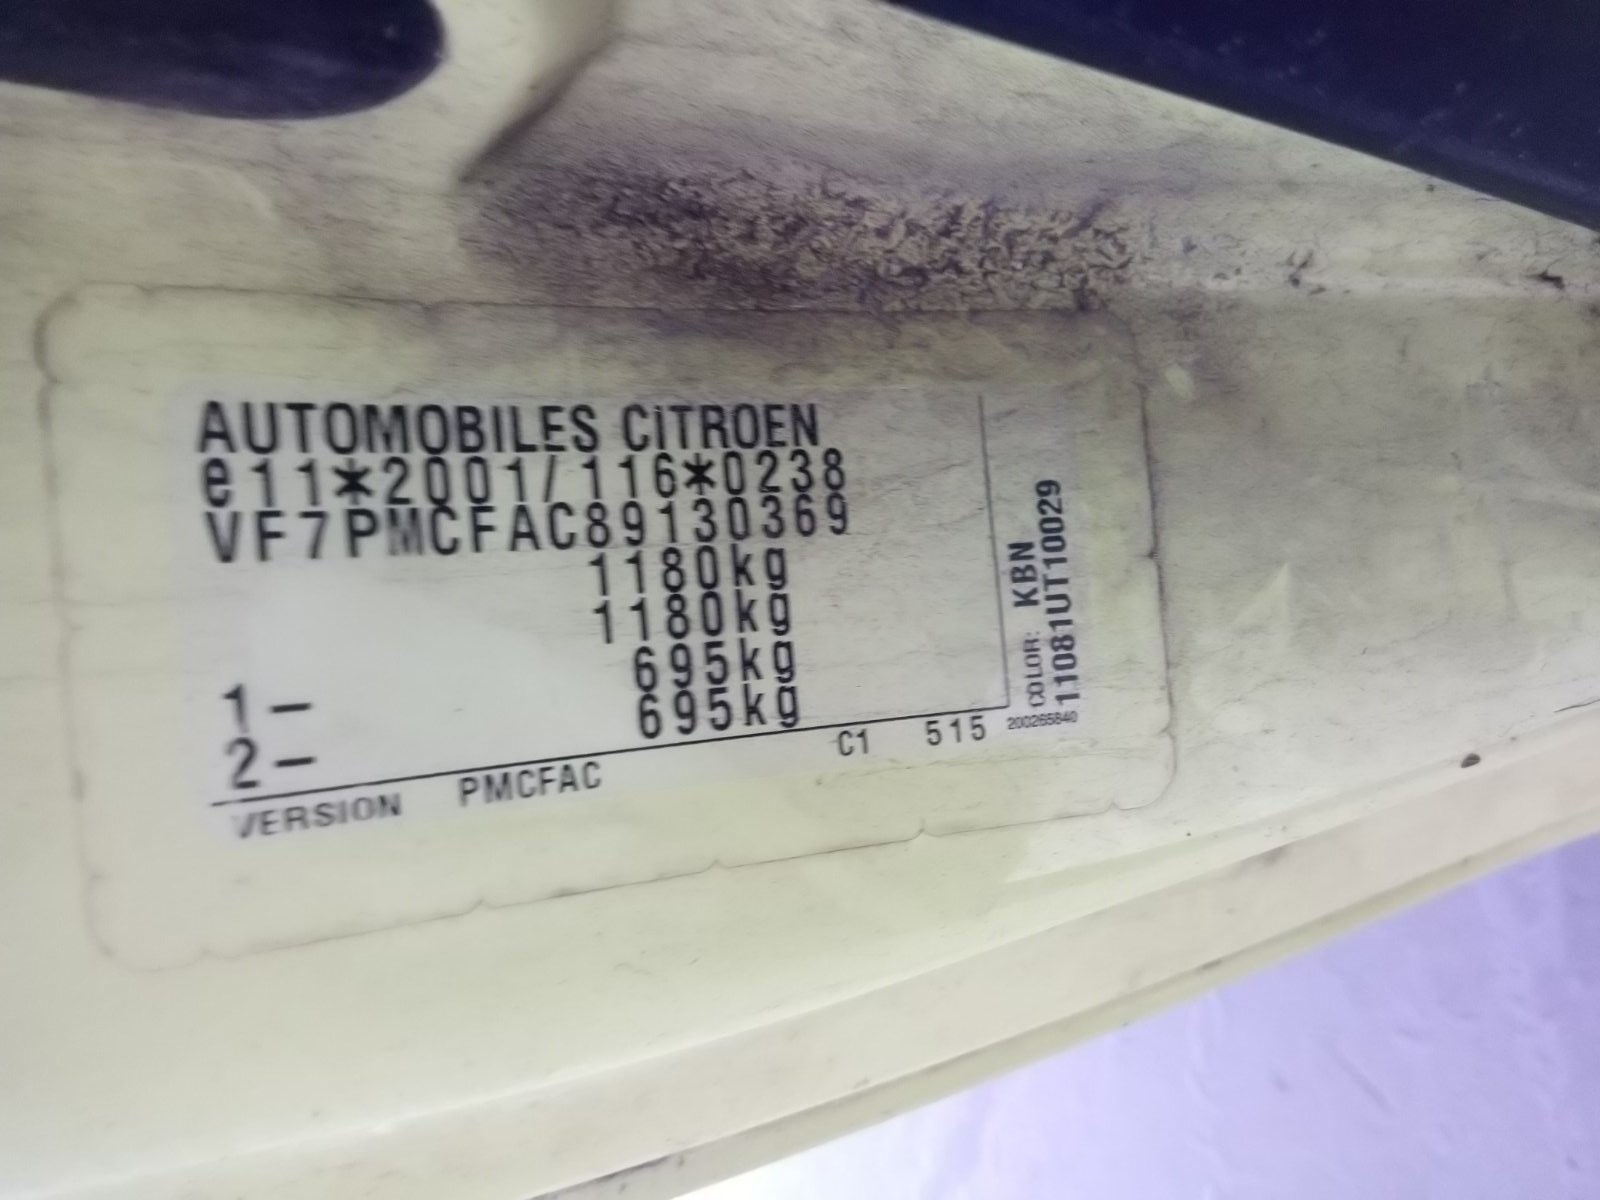 AUTOMOBILES CiTROEN
e11*2001/116*0238
VF7PMCFAC89130369
1180kg
1180kg
1- 695kg
2- 695kg
VERSION PMCFAC C1 515
COLOR: KBN
11081UT10029
200265840